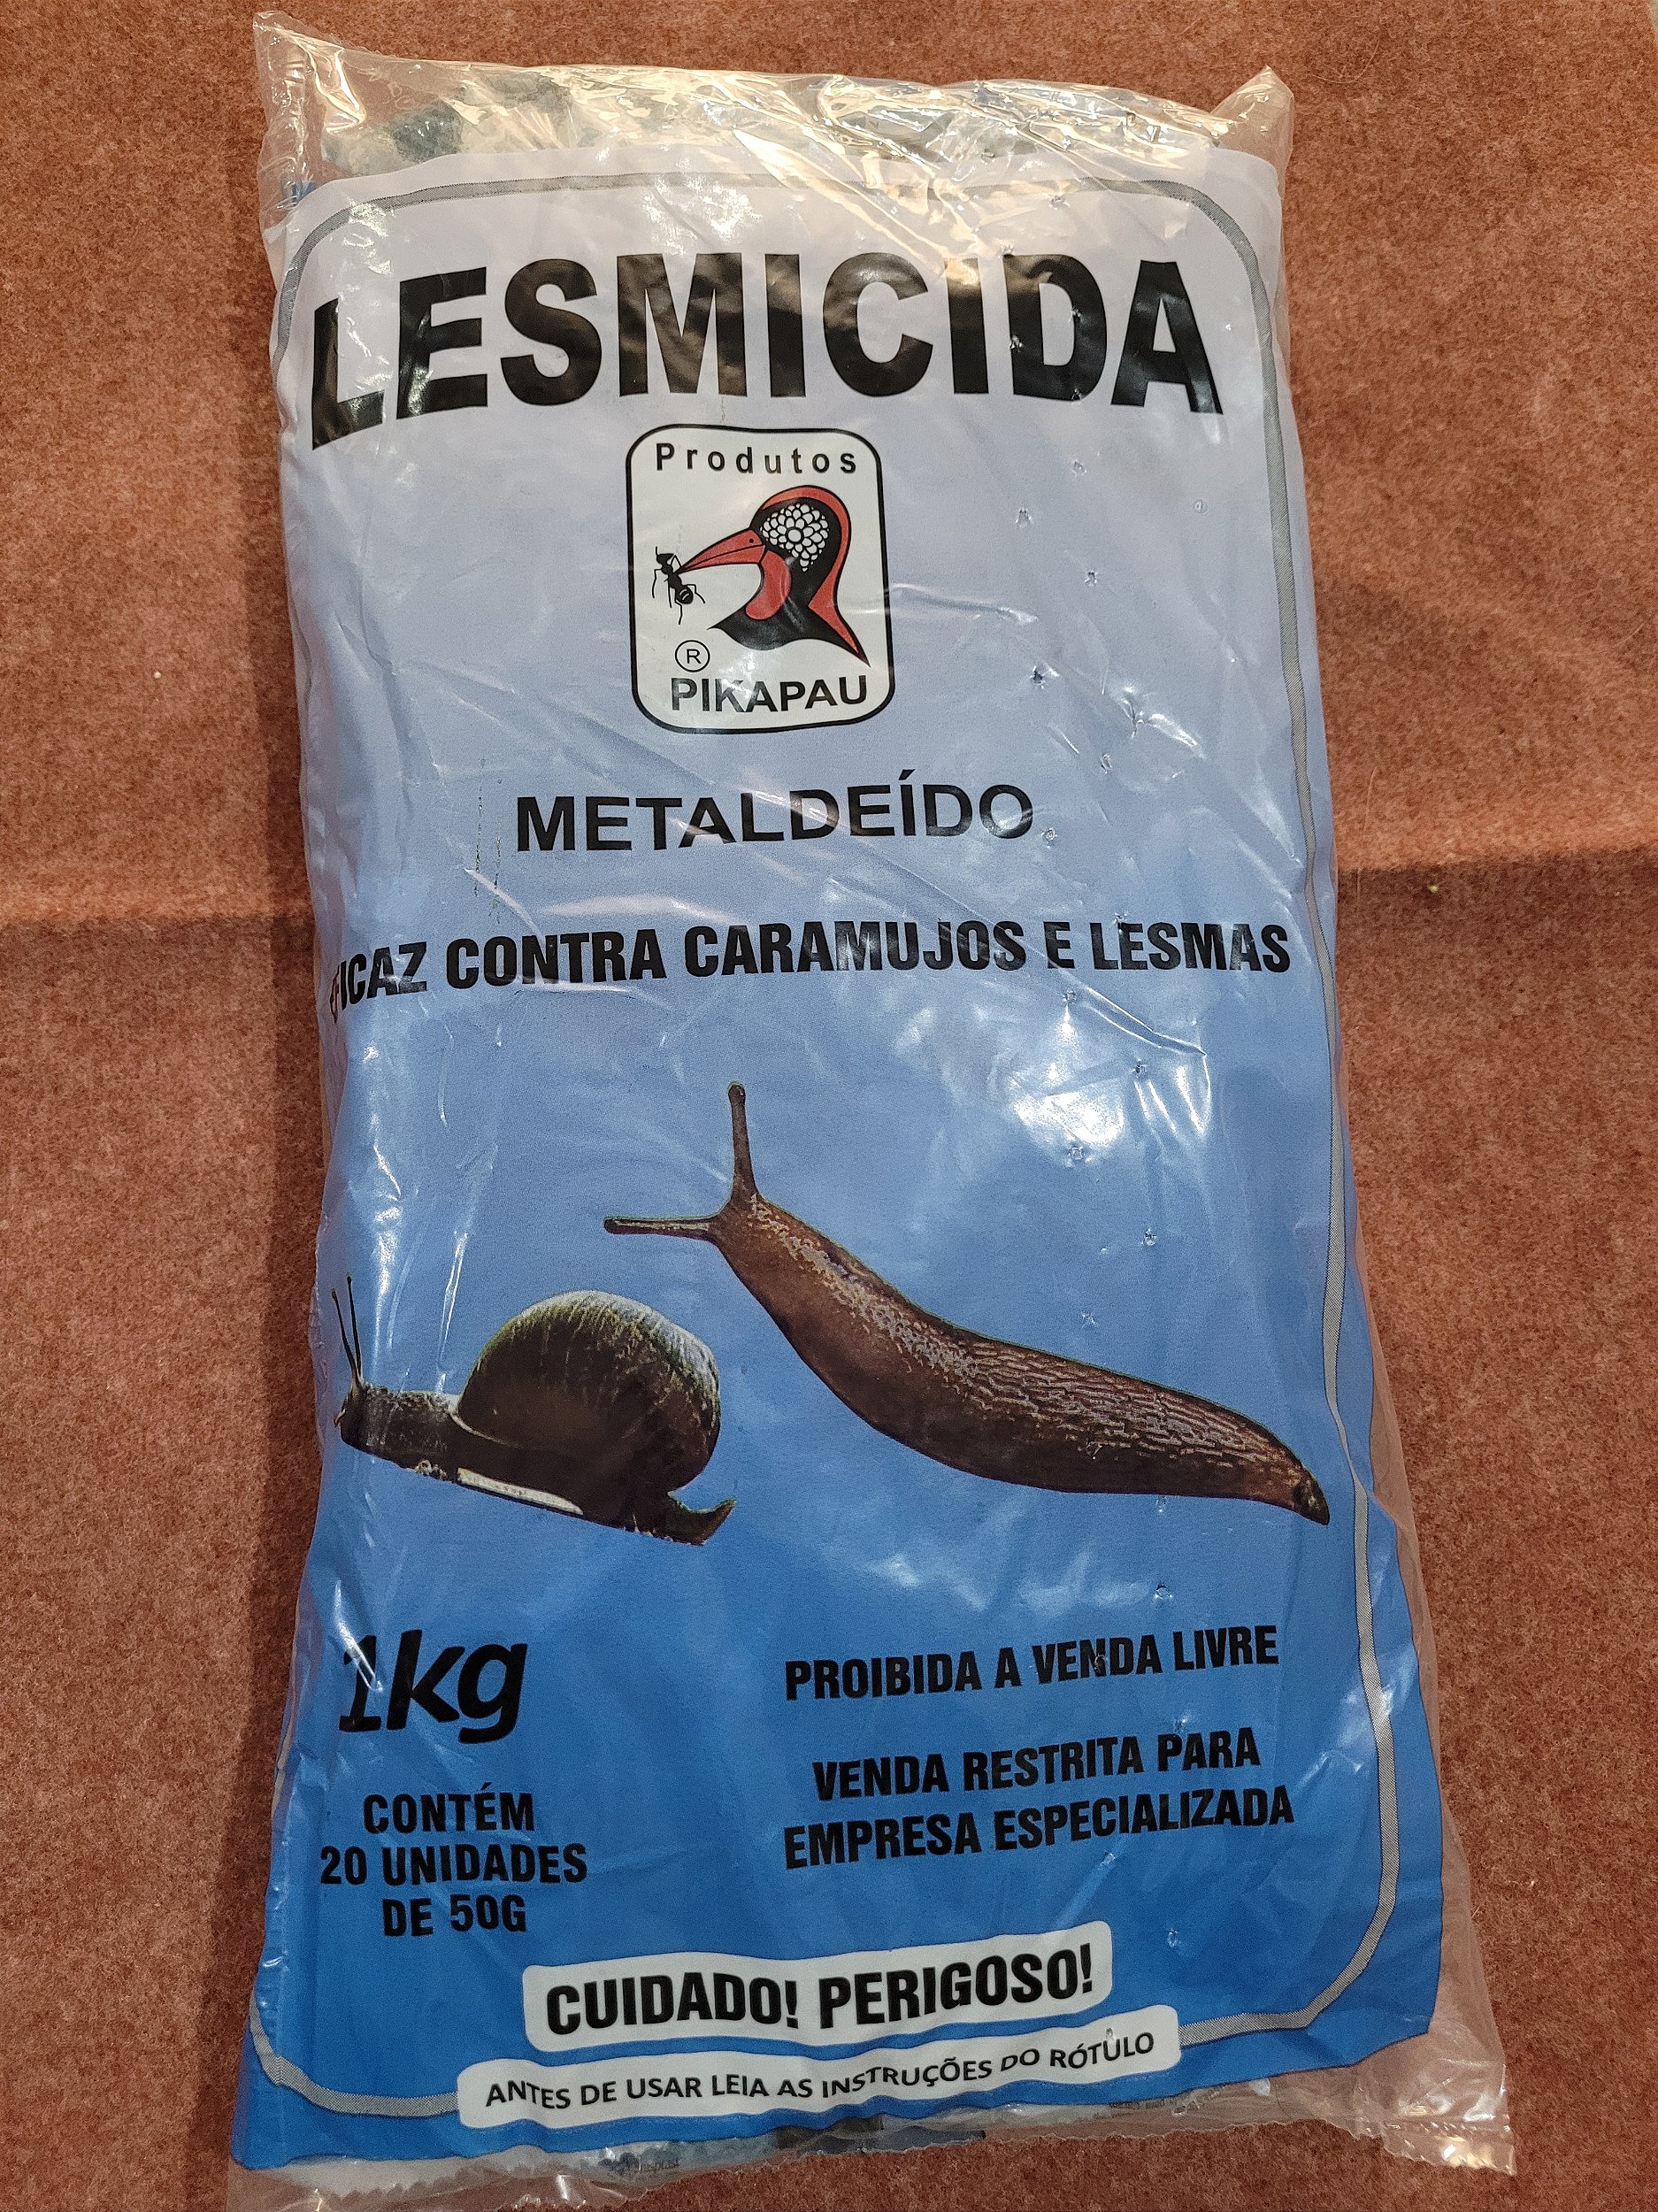 LESMICIDA
Produtos
®
PIKAPAU
METALDEÍDO
EFICAZ CONTRA CARAMUJOS E LESMAS
1kg
CONTÉM
20 UNIDADES
DE 50G
PROIBIDA A VENDA LIVRE
VENDA RESTRITA PARA
EMPRESA ESPECIALIZADA
CUIDADO! PERIGOSO!
ANTES DE USAR LEIA AS INSTRUÇÕES DO RÓTULO